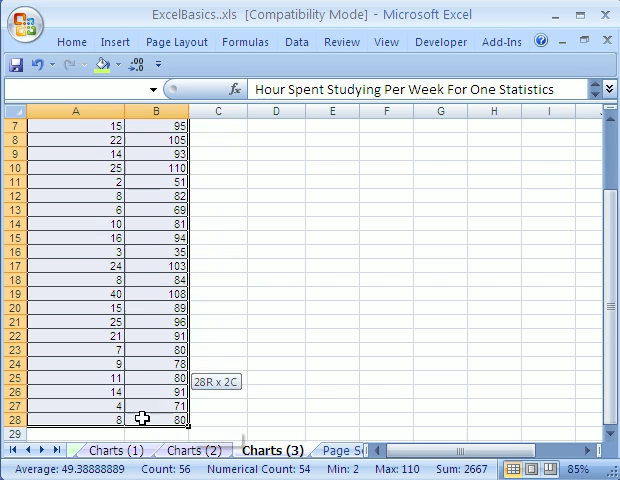 ExcelBasics..xls [Compatibility Mode] - Microsoft Excel
Home Insert Page Layout Formulas Data Review View Developer Add-Ins
Hour Spent Studying Per Week For One Statistics
A B C D E F G H I
7 15 95
8 22 105
9 14 93
10 25 110
11 2 51
12 8 82
13 6 69
14 10 81
15 16 94
16 3 35
17 24 103
18 8 84
19 40 108
20 15 89
21 25 96
22 21 91
23 7 80
24 9 78
25 11 80 28R x 2C
26 14 91
27 4 71
28 8 80
29
Charts (1) Charts (2) Charts (3) Page S
Average: 49.38888889 Count: 56 Numerical Count: 54 Min: 2 Max: 110 Sum: 2667 85%